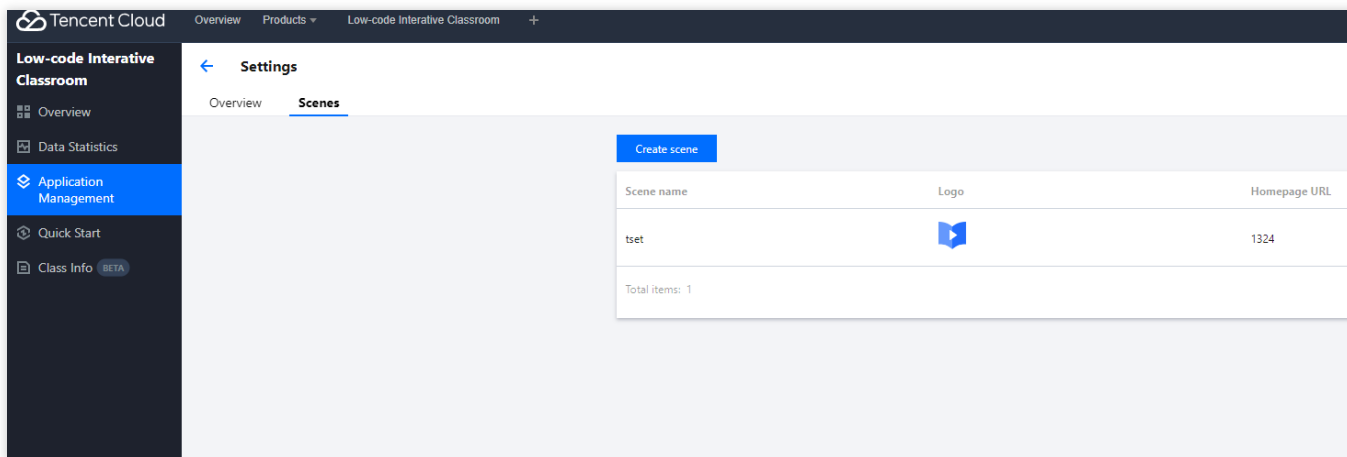 Tencent Cloud Overview Products Low-code Interative Classroom +
Low-code Interative
Classroom
Overview
Data Statistics
Application
Management
Quick Start
Class Info BETA
Settings
Overview Scenes
Create scene
Scene name Logo Homepage URL
tset 1324
Total items: 1